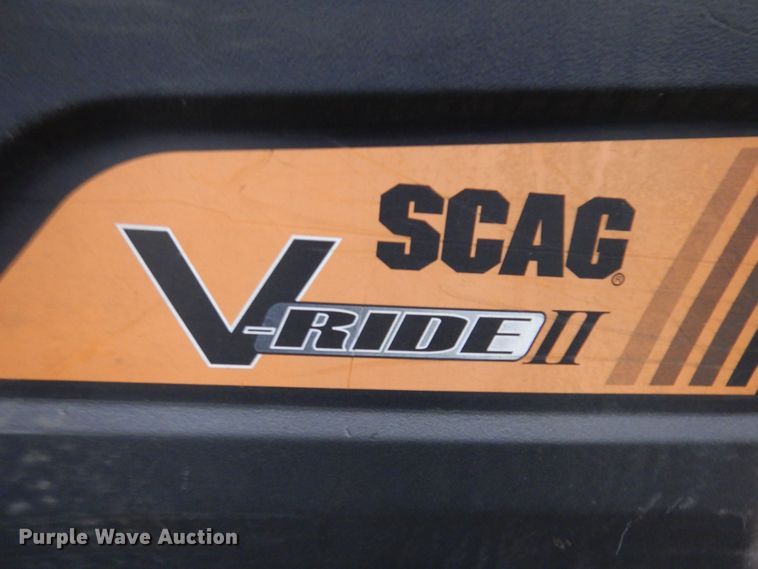 SCAG®
V-RIDE II
Purple Wave Auction